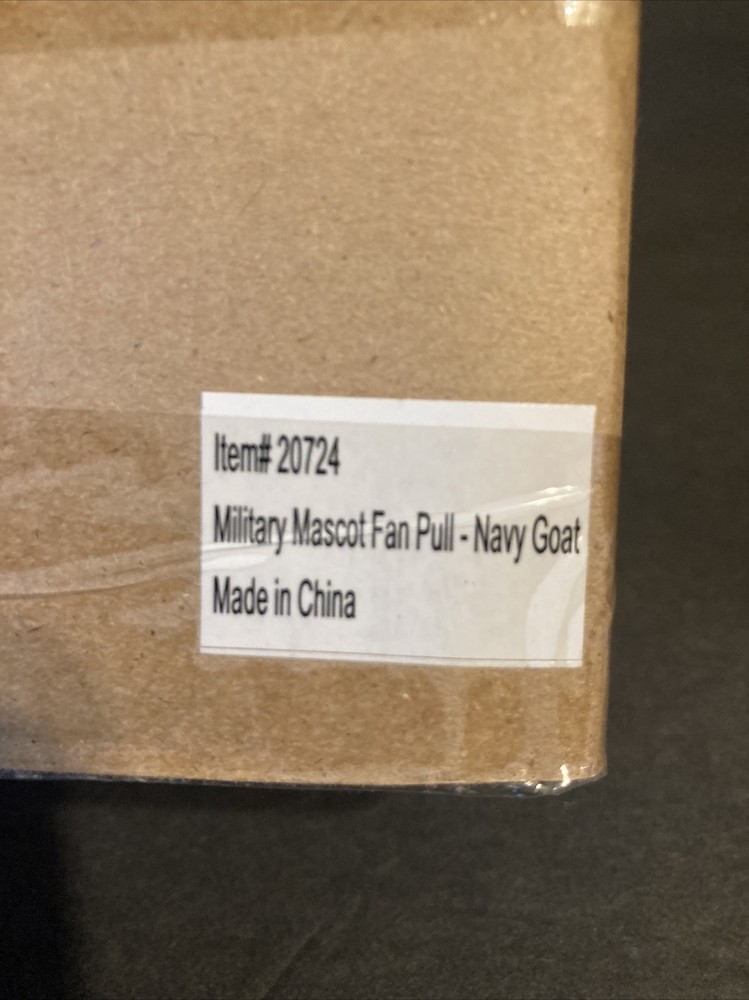 Item# 20724
Military Mascot Fan Pull - Navy Goat
Made in China